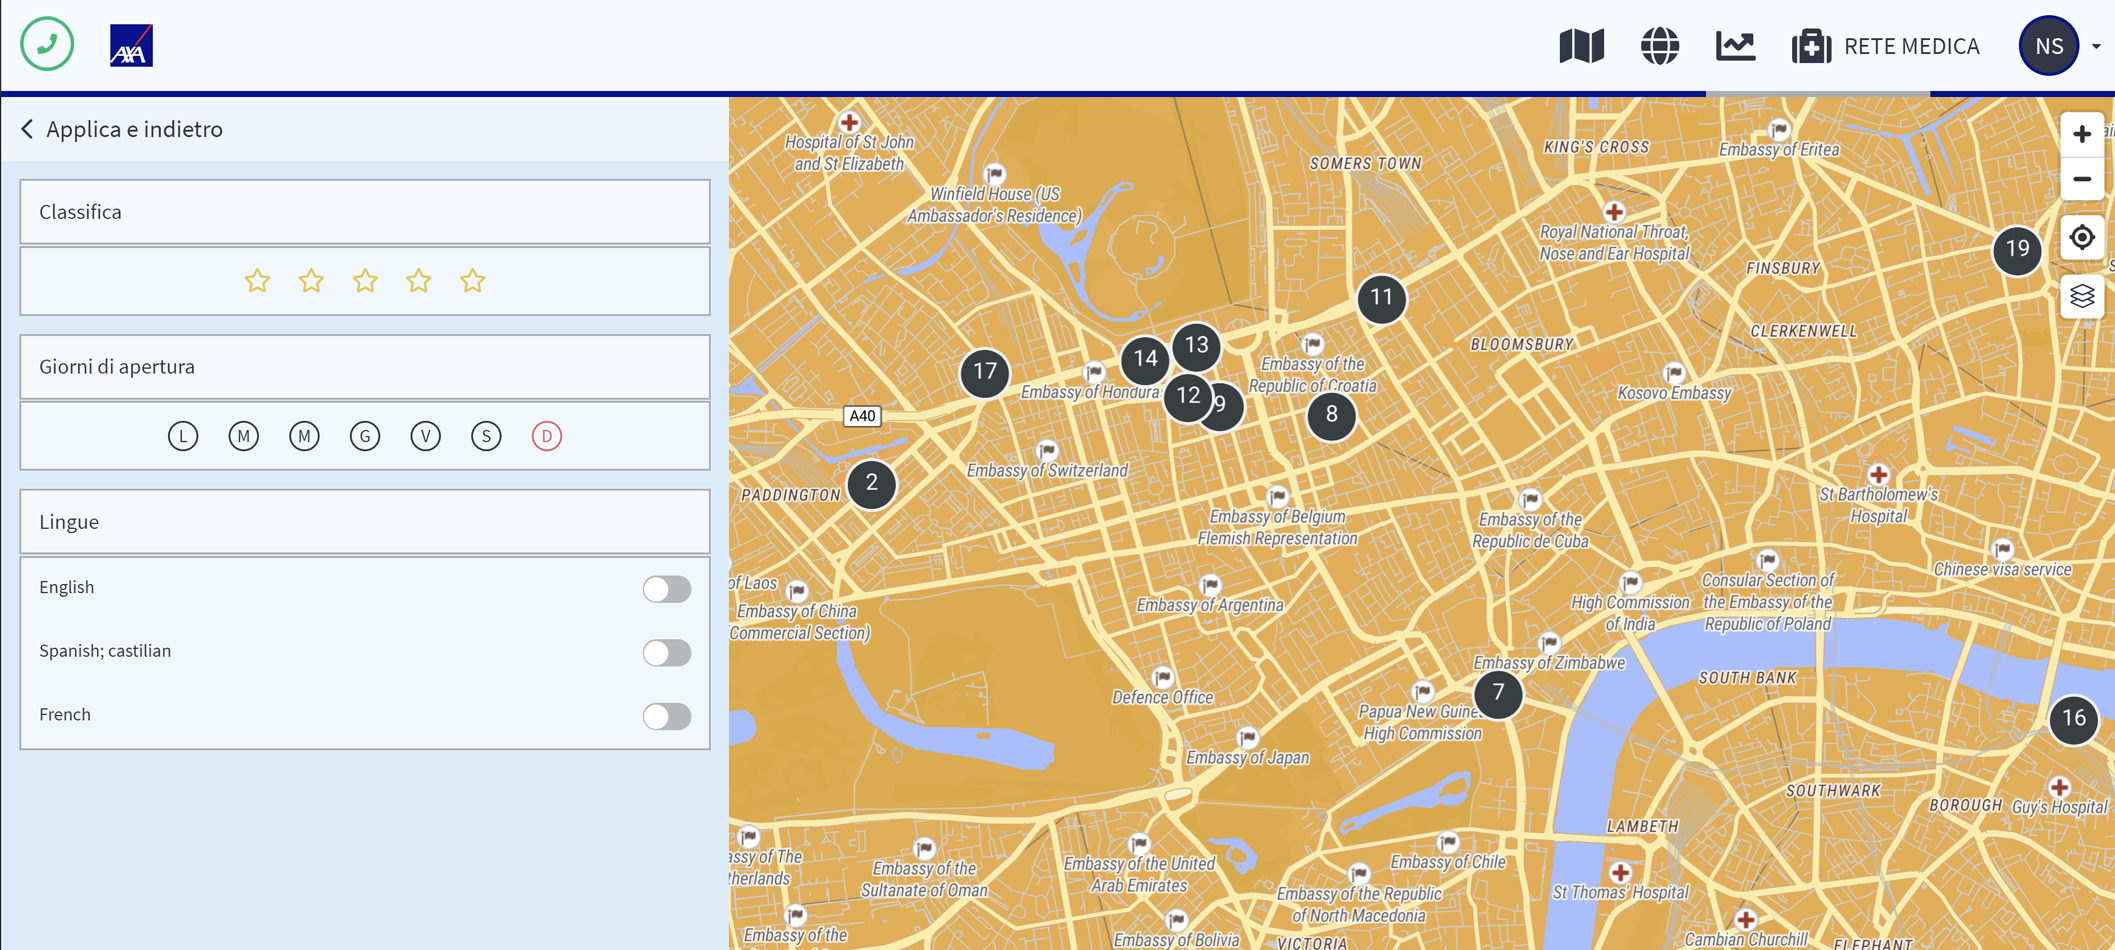 AXA
RETE MEDICA
NS
Applica e indietro
Classifica
Giorni di apertura
L M M G V S D
Lingue
English
Spanish; castilian
French
Hospital of St John
and St Elizabeth
Winfield House (US
Ambassador's Residence)
SOMERS TOWN
KING'S CROSS
Embassy of Eritea
Royal National Throat,
Nose and Ear Hospital
FINSBURY
19
11
CLERKENWELL
BLOOMSBURY
13
14
17
Embassy of Hondura
12
9
Embassy of the
Republic of Croatia
8
Kosovo Embassy
A40
Embassy of Switzerland
2
PADDINGTON
St Bartholomew's
Hospital
Embassy of Belgium
Flemish Representation
Embassy of the
Republic de Cuba
Chinese visa service
of Laos
Embassy of China
(Commercial Section)
Embassy of Argentina
High Commission
of India
Consular Section of
the Embassy of the
Republic of Poland
Embassy of Zimbabwe
SOUTH BANK
Defence Office
7
Papua New Guine
High Commission
16
Embassy of Japan
SOUTHWARK
BOROUGH
Guy's Hospital
LAMBETH
assy of The
therlands
Embassy of the
Sultanate of Oman
Embassy of the United
Arab Emirates
Embassy of Chile
Embassy of the Republic
of North Macedonia
St Thomas' Hospital
Embassy of the
Embassy of Bolivia
VICTORIA
Cambian Churchill
ELEPHANT